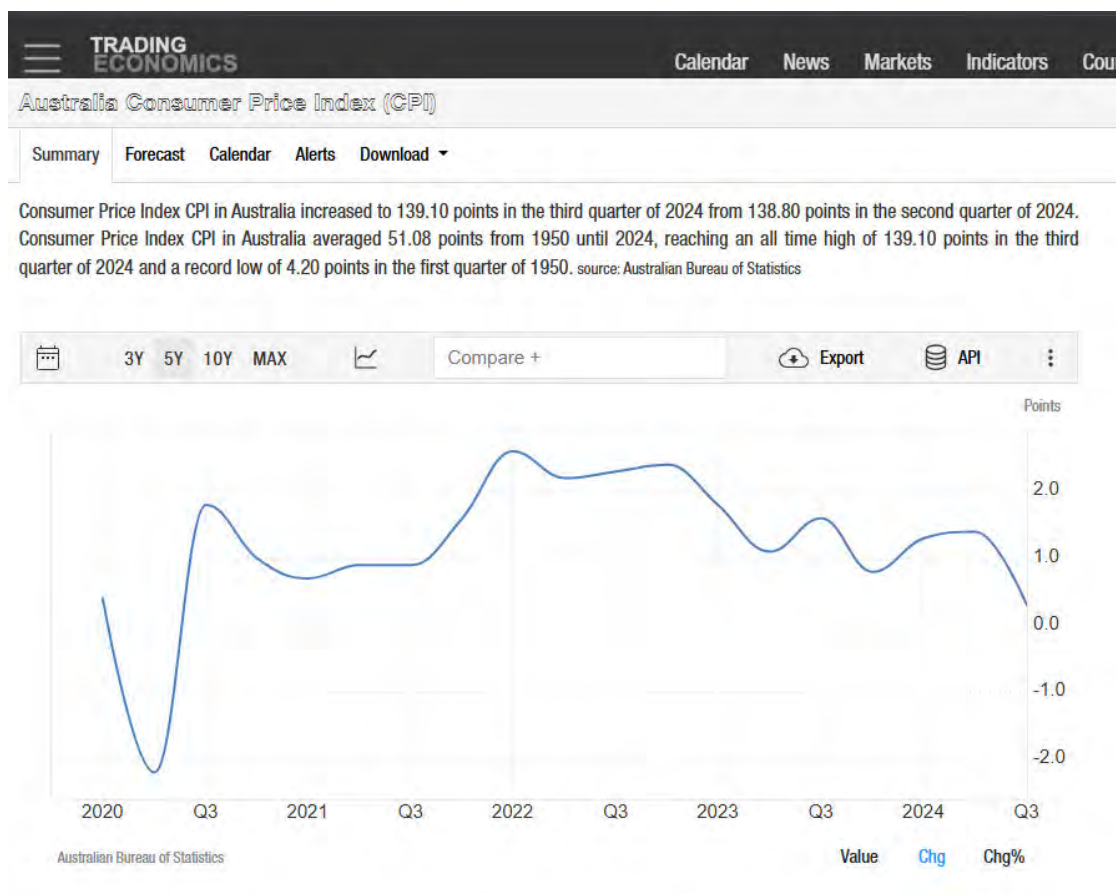 TRADING
ECONOMICS
Calendar News Markets Indicators Cou
Australia Consumer Price Index (CPI)
Summary Forecast Calendar Alerts Download
Consumer Price Index CPI in Australia increased to 139.10 points in the third quarter of 2024 from 138.80 points in the second quarter of 2024.
Consumer Price Index CPI in Australia averaged 51.08 points from 1950 until 2024, reaching an all time high of 139.10 points in the third
quarter of 2024 and a record low of 4.20 points in the first quarter of 1950. source: Australian Bureau of Statistics
3Y 5Y 10Y MAX Compare + Export API
Points
2.0
1.0
0.0
-1.0
-2.0
2020 Q3 2021 Q3 2022 Q3 2023 Q3 2024 Q3
Australian Bureau of Statistics Value Chg Chg%